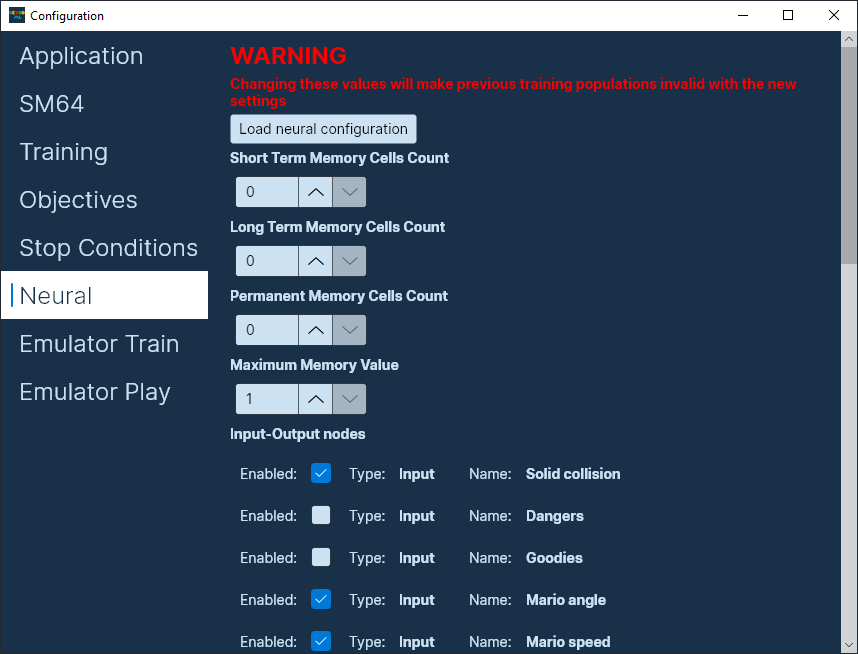 Configuration
Application
SM64
Training
Objectives
Stop Conditions
Neural
Emulator Train
Emulator Play
WARNING
Changing these values will make previous training populations invalid with the new
settings
Load neural configuration
Short Term Memory Cells Count
0
Long Term Memory Cells Count
0
Permanent Memory Cells Count
0
Maximum Memory Value
1
Input-Output nodes
Enabled: Type: Input Name: Solid collision
Enabled: Type: Input Name: Dangers
Enabled: Type: Input Name: Goodies
Enabled: Type: Input Name: Mario angle
Enabled: Type: Input Name: Mario speed